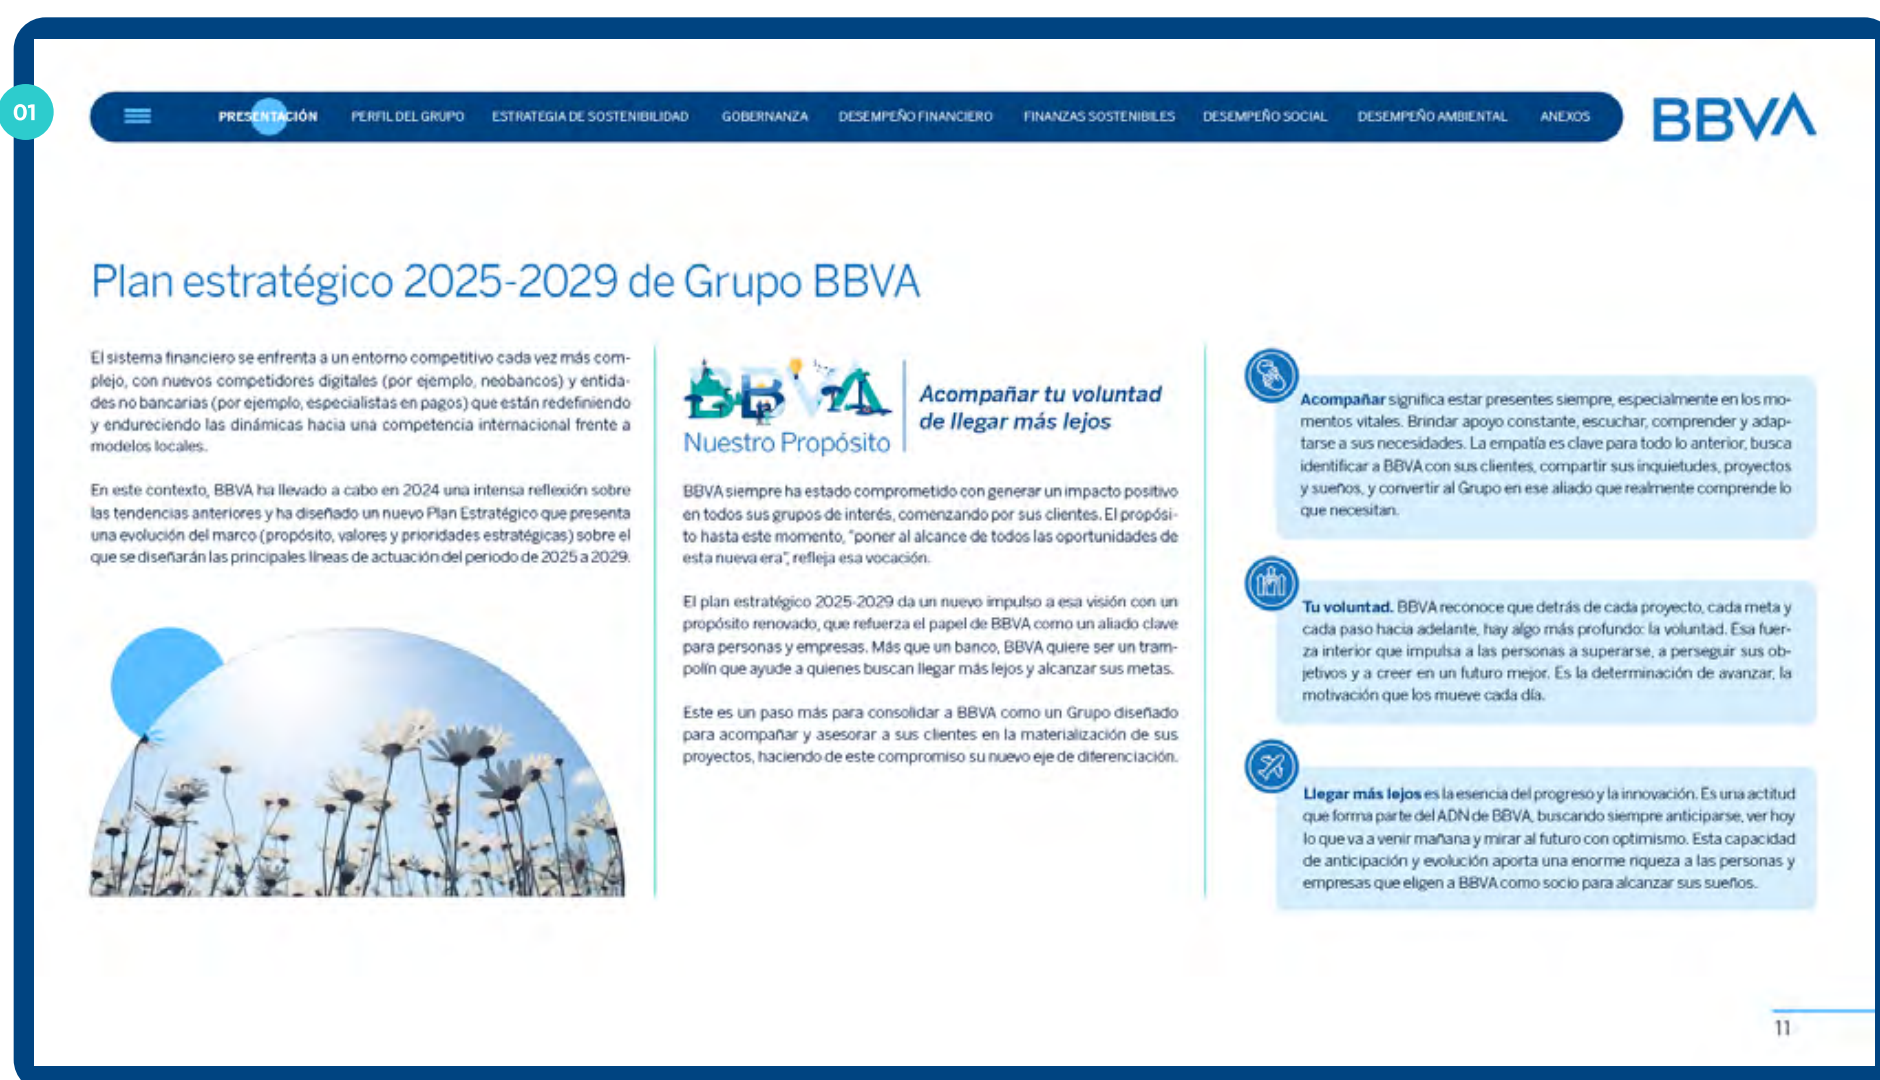 01
PRESENTACIÓN PERFIL DEL GRUPO ESTRATEGIA DE SOSTENIBILIDAD GOBERNANZA DESEMPEÑO FINANCIERO FINANZAS SOSTENIBILES DESEMPEÑO SOCIAL DESEMPEÑO AMBIENTAL ANEXOS
BBVA
Plan estratégico 2025-2029 de Grupo BBVA
El sistema financiero se enfrenta a un entorno competitivo cada vez más com-
plejo, con nuevos competidores digitales (por ejemplo, neobancos) y entida-
des no bancarias (por ejemplo, especialistas en pagos) que están redefiniendo
y endureciendo las dinámicas hacia una competencia internacional frente a
modelos locales.
En este contexto, BBVA ha llevado a cabo en 2024 una intensa reflexión sobre
las tendencias anteriores y ha diseñado un nuevo Plan Estratégico que presenta
una evolución del marco (propósito, valores y prioridades estratégicas) sobre el
que se diseñarán las principales líneas de actuación del periodo de 2025 a 2029.
BBVA
Nuestro Propósito
Acompañar tu voluntad
de llegar más lejos
BBVA siempre ha estado comprometido con generar un impacto positivo
en todos sus grupos de interés, comenzando por sus clientes. El propósi-
to hasta este momento, "poner al alcance de todos las oportunidades de
esta nueva era", refleja esa vocación.
El plan estratégico 2025-2029 da un nuevo impulso a esa visión con un
propósito renovado, que refuerza el papel de BBVA como un aliado clave
para personas y empresas. Más que un banco, BBVA quiere ser un tram-
polín que ayude a quienes buscan llegar más lejos y alcanzar sus metas.
Este es un paso más para consolidar a BBVA como un Grupo diseñado
para acompañar y asesorar a sus clientes en la materialización de sus
proyectos, haciendo de este compromiso su nuevo eje de diferenciación.
Acompañar significa estar presentes siempre, especialmente en los mo-
mentos vitales. Brindar apoyo constante, escuchar, comprender y adap-
tarse a sus necesidades. La empatía es clave para todo lo anterior, busca
identificar a BBVA con sus clientes, compartir sus inquietudes, proyectos
y sueños, y convertir al Grupo en ese aliado que realmente comprende lo
que necesitan.
Tu voluntad. BBVA reconoce que detrás de cada proyecto, cada meta y
cada paso hacia adelante, hay algo más profundo: la voluntad. Esa fuer-
za interior que impulsa a las personas a superarse, a perseguir sus ob-
jetivos y a creer en un futuro mejor. Es la determinación de avanzar, la
motivación que los mueve cada día.
Llegar más lejos es la esencia del progreso y la innovación. Es una actitud
que forma parte del ADN de BBVA, buscando siempre anticiparse, ver hoy
lo que va a venir mañana y mirar al futuro con optimismo. Esta capacidad
de anticipación y evolución aporta una enorme riqueza a las personas y
empresas que eligen a BBVA como socio para alcanzar sus sueños.
11